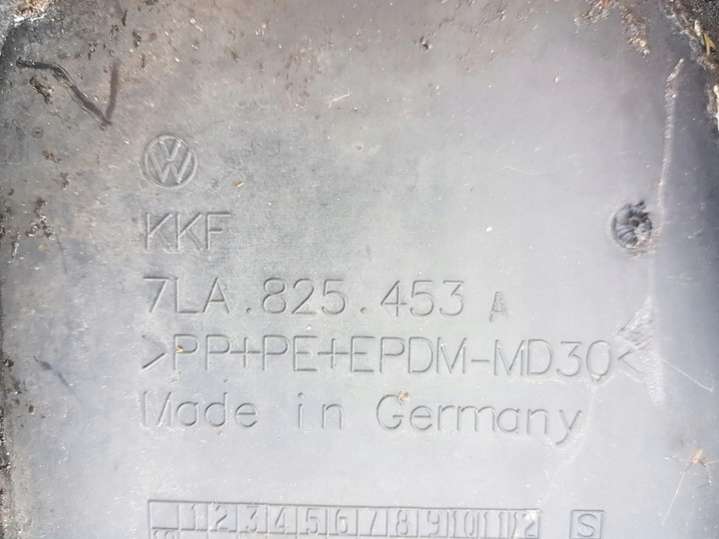 VW
KKF
7LA.825.453 A
>PP+PE+EPDM-MD30<
Made in Germany
1 2 3 4 5 6 7 8 9 10 11 12 S